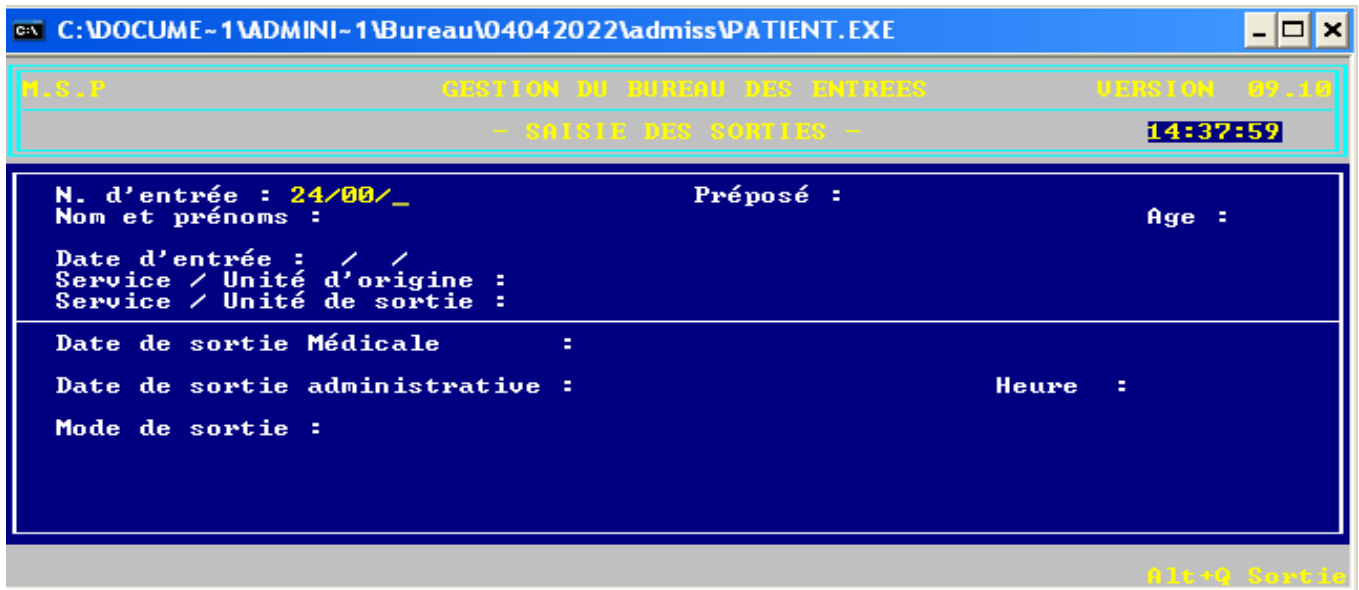 C:\DOCUME~1\ADMINI~1\Bureau\04042022\admiss\PATIENT.EXE
M.S.P GESTION DU BUREAU DES ENTREES VERSION 09.10
- SAISIE DES SORTIES - 14:37:59
N. d'entrée : 24/00/_ Préposé :
Nom et prénoms : Age :
Date d'entrée : / /
Service / Unité d'origine :
Service / Unité de sortie :
Date de sortie Médicale :
Date de sortie administrative : Heure :
Mode de sortie :
Alt+Q Sortie